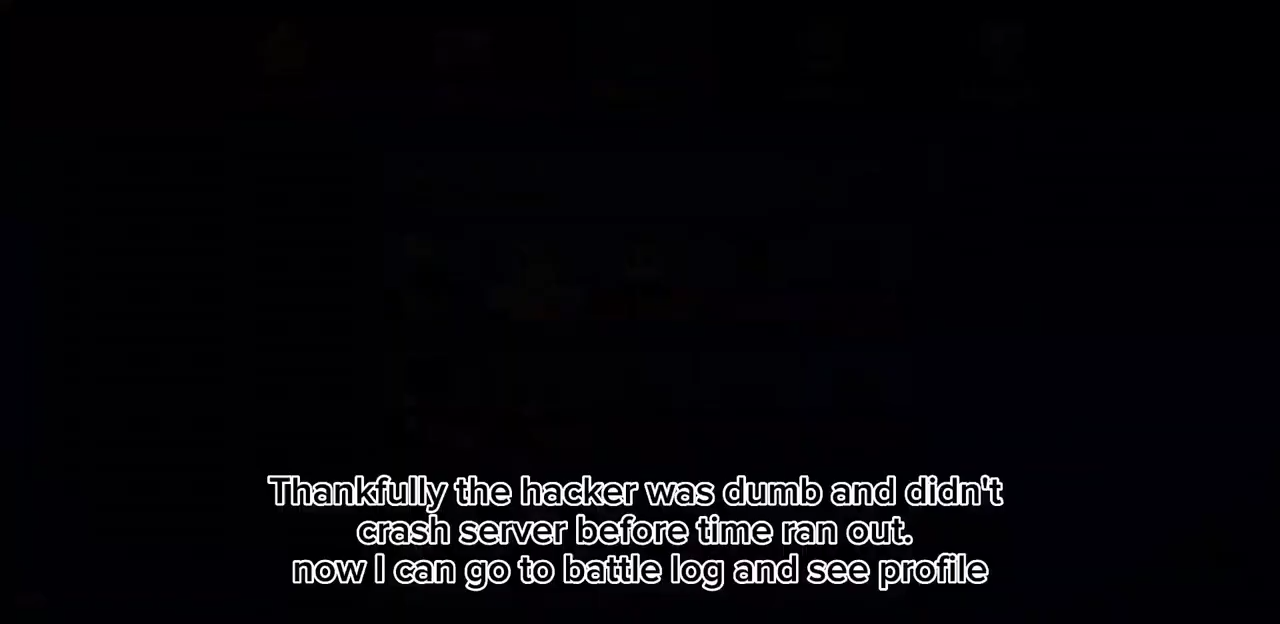 Thankfully the hacker was dumb and didn't
crash server before time ran out.
now I can go to battle log and see profile